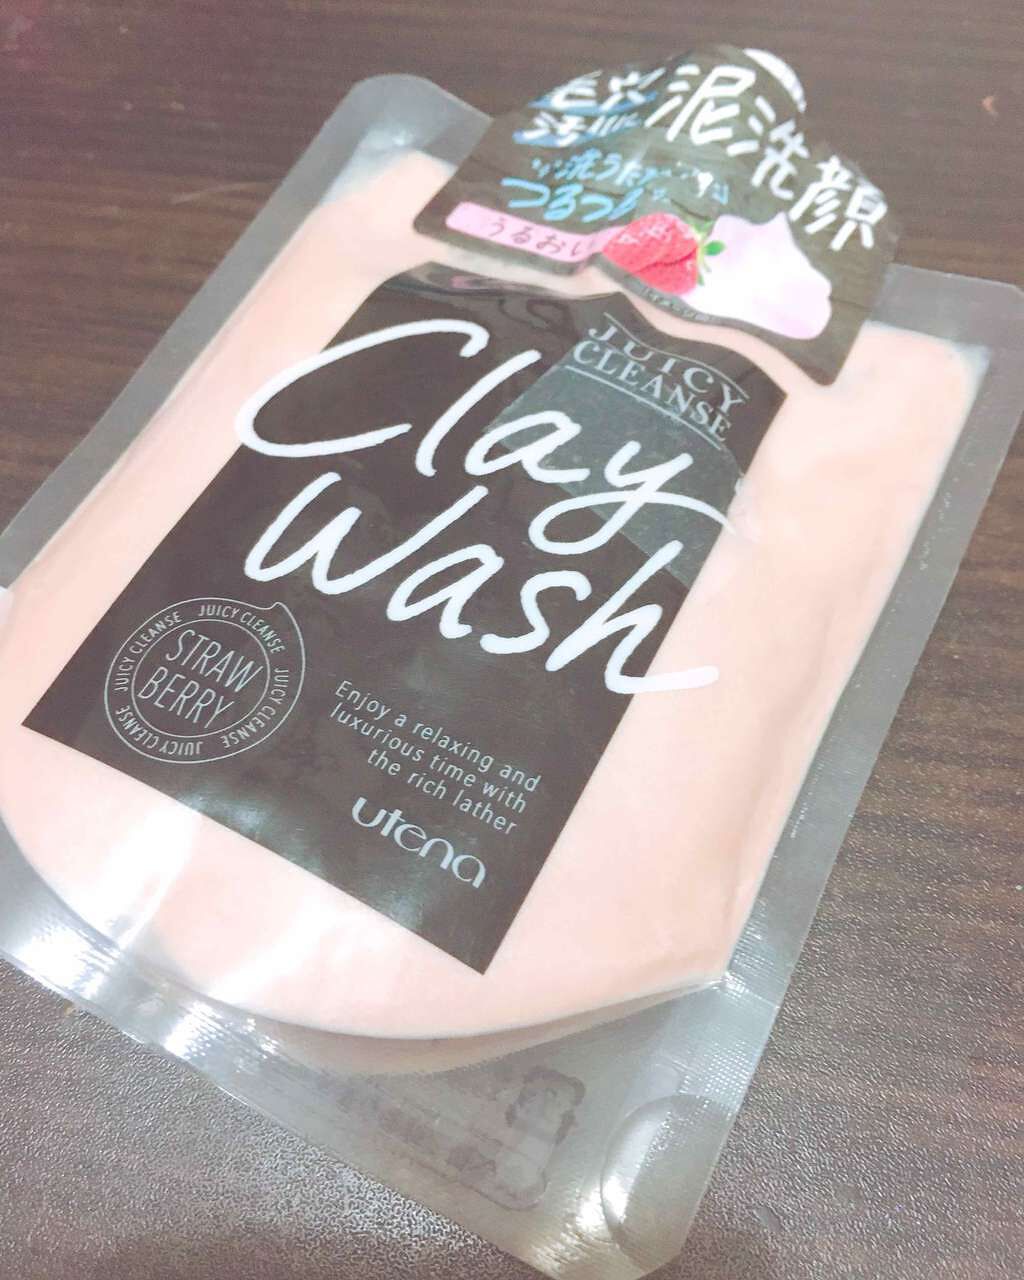 毛穴
泥洗顔
つるつる
うるおい
JUICY
CLEANSE
Clay
Wash
JUICY CLEANSE JUICY CLEANSE JUICY CLEANSE
STRAW
BERRY
Enjoy a relaxing and
luxurious time with
the rich lather
utena